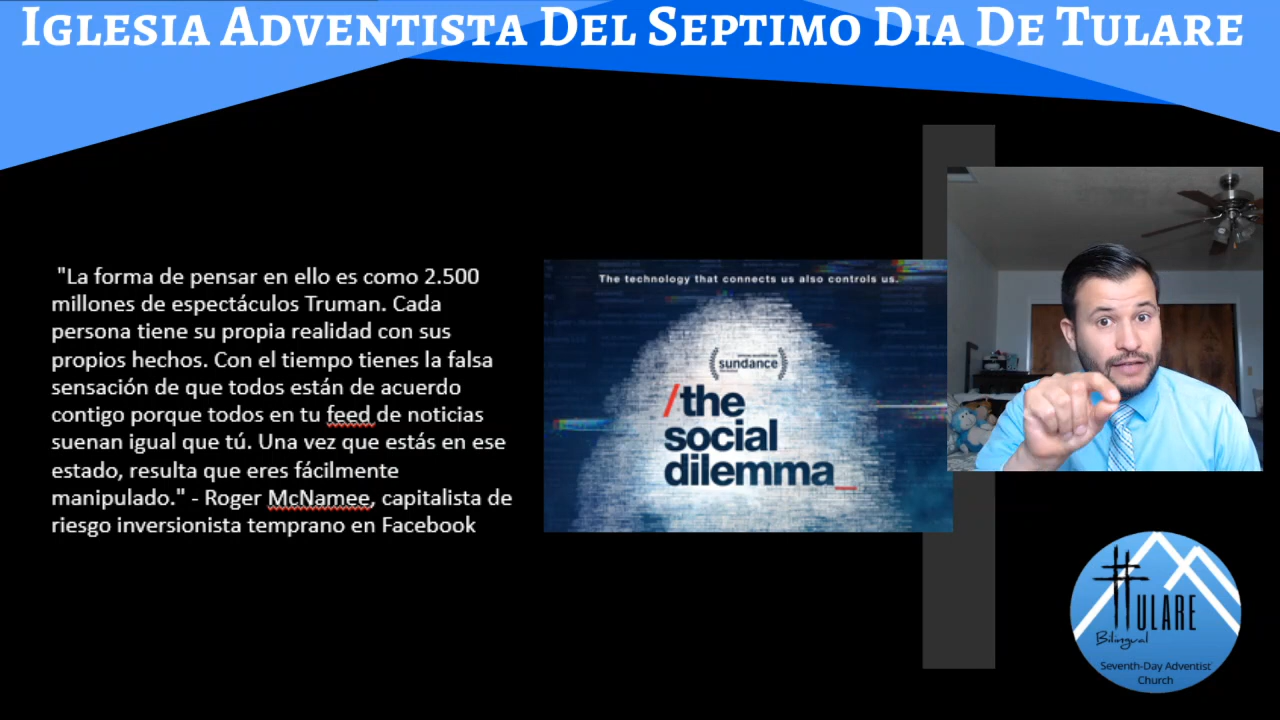 Iglesia Adventista Del Septimo Dia De Tulare
"La forma de pensar en ello es como 2.500
millones de espectáculos Truman. Cada
persona tiene su propia realidad con sus
propios hechos. Con el tiempo tienes la falsa
sensación de que todos están de acuerdo
contigo porque todos en tu feed de noticias
suenan igual que tú. Una vez que estás en ese
estado, resulta que eres fácilmente
manipulado." - Roger McNamee, capitalista de
riesgo inversionista temprano en Facebook
The technology that connects us also controls us.
sundance
/the
social
dilemma_
#TULARE
Bilingual
Seventh-Day Adventist
Church